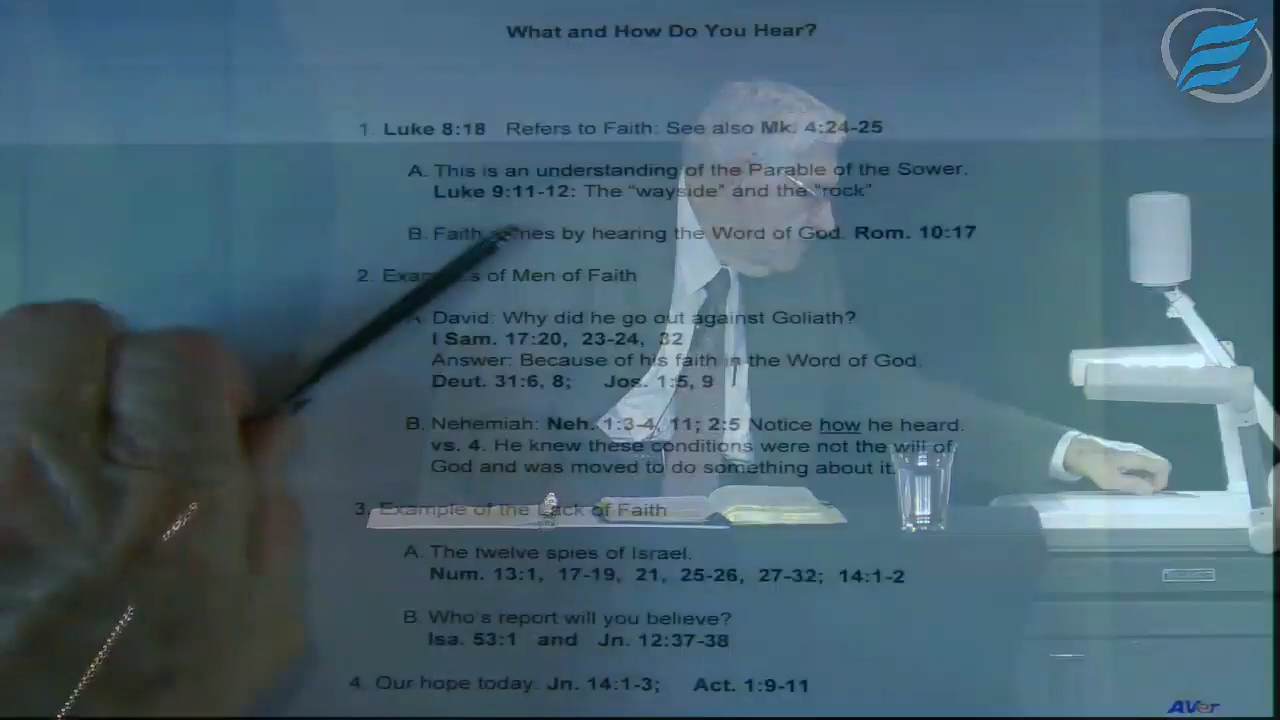 What and How Do You Hear?
1. Luke 8:18 Refers to Faith: See also Mk. 4:24-25
A. This is an understanding of the Parable of the Sower.
Luke 9:11-12: The "wayside" and the "rock"
B. Faith comes by hearing the Word of God. Rom. 10:17
2. Examples of Men of Faith
A. David: Why did he go out against Goliath?
I Sam. 17:20, 23-24, 32
Answer: Because of his faith in the Word of God.
Deut. 31:6, 8; Jos. 1:5, 9
B. Nehemiah: Neh. 1:3-4, 11; 2:5 Notice how he heard.
vs. 4. He knew these conditions were not the will of
God and was moved to do something about it.
3. Example of the Lack of Faith
A. The twelve spies of Israel.
Num. 13:1, 17-19, 21, 25-26, 27-32; 14:1-2
B. Who's report will you believe?
Isa. 53:1 and Jn. 12:37-38
4. Our hope today. Jn. 14:1-3; Act. 1:9-11
AVer